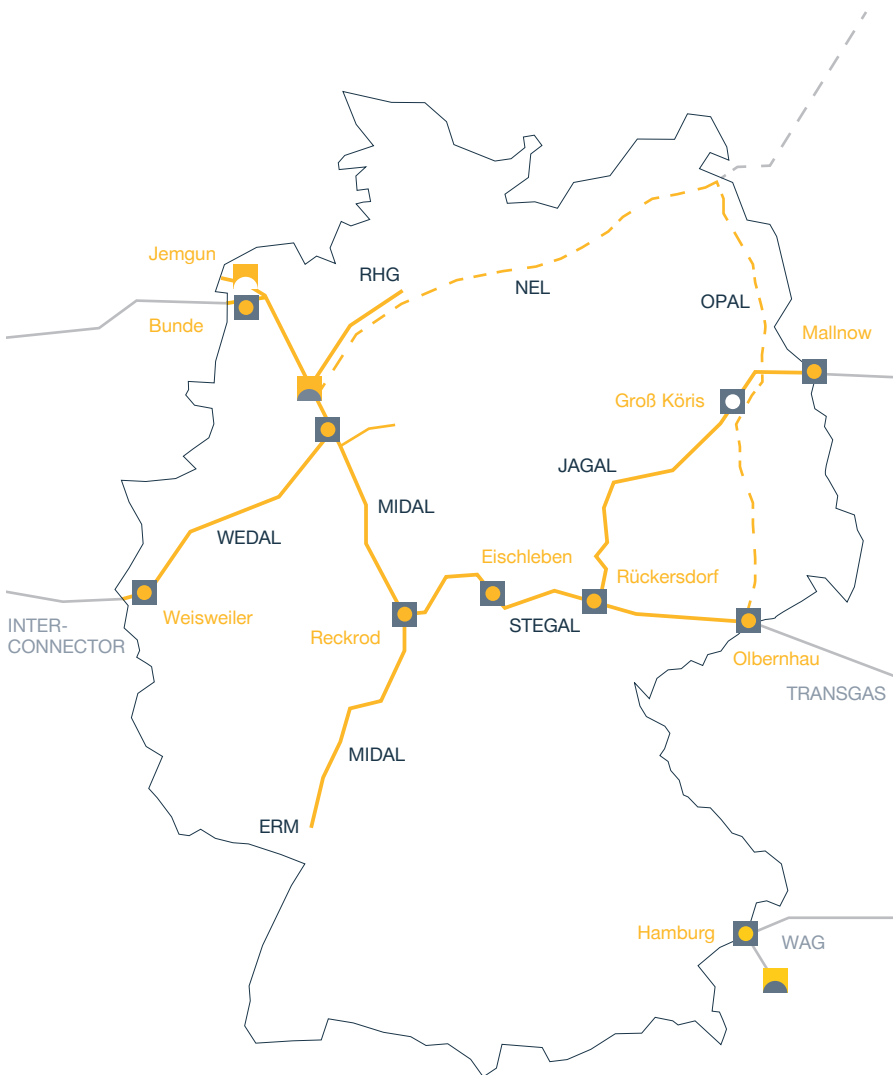 Jemgun
RHG
NEL
OPAL
Bunde
Mallnow
Groß Köris
JAGAL
MIDAL
WEDAL
Eischleben
Rückersdorf
Weisweiler
INTER-
CONNECTOR
Reckrod
STEGAL
Olbernhau
TRANSGAS
MIDAL
ERM
Hamburg
WAG